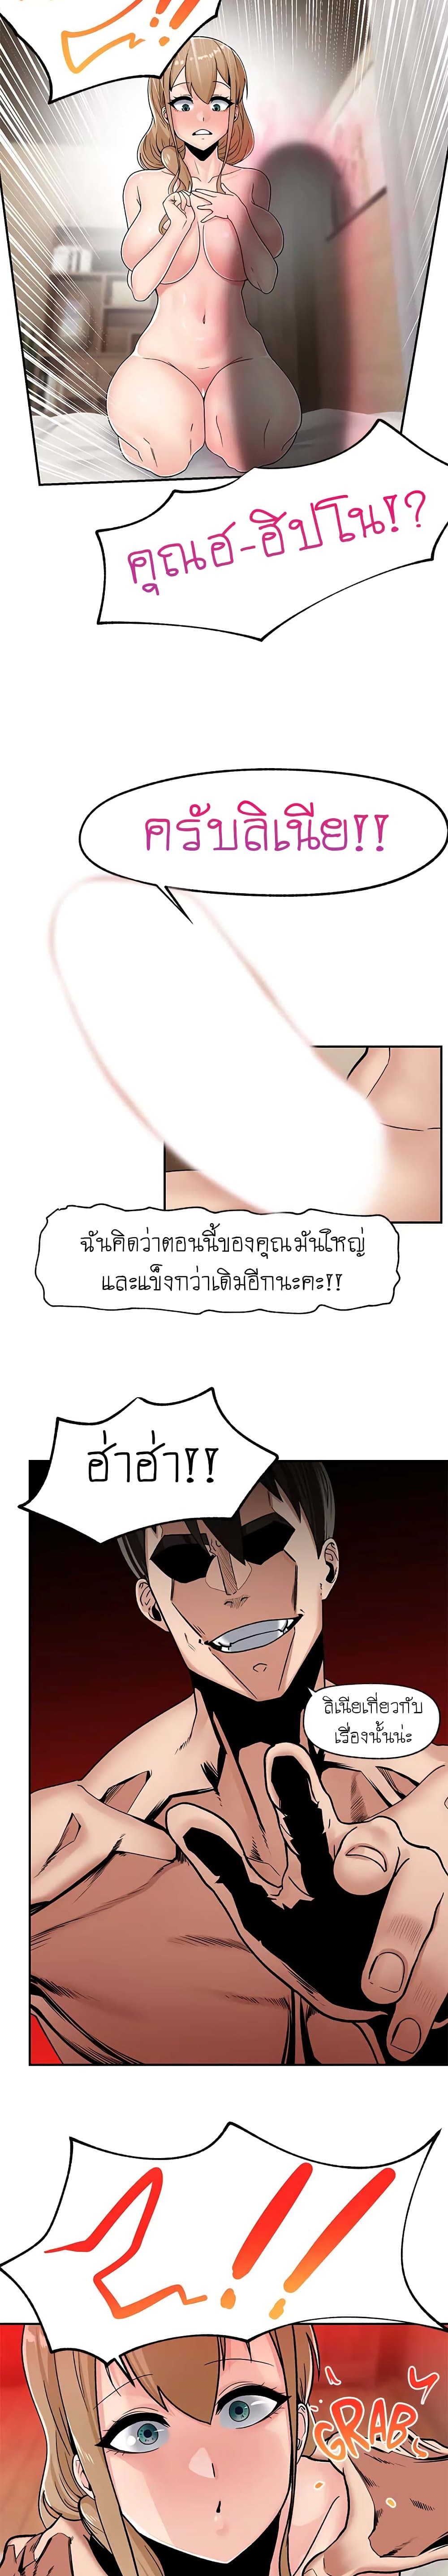 คุณฮ-ฮิปโน!?
ครับลิเนีย!!
ฉันคิดว่าตอนนี้ของคุณมันใหญ่
และแข็งกว่าเดิมอีกนะคะ!!
ฮ่าฮ่า!!
ลิเนียเกี่ยวกับ
เรื่องนั้นน่ะ
GRAB